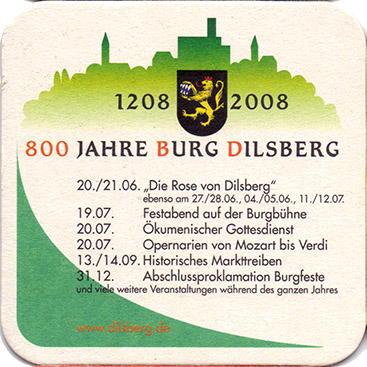 1208 2008
800 JAHRE BURG DILSBERG
20./21.06. „Die Rose von Dilsberg"
ebenso am 27./28.06., 04./05.06., 11./12.07.
19.07. Festabend auf der Burgbühne
20.07. Ökumenischer Gottesdienst
20.07. Opernarien von Mozart bis Verdi
13./14.09. Historisches Markttreiben
31.12. Abschlussproklamation Burgfeste
und viele weitere Veranstaltungen während des ganzen Jahres
www.dilsberg.de